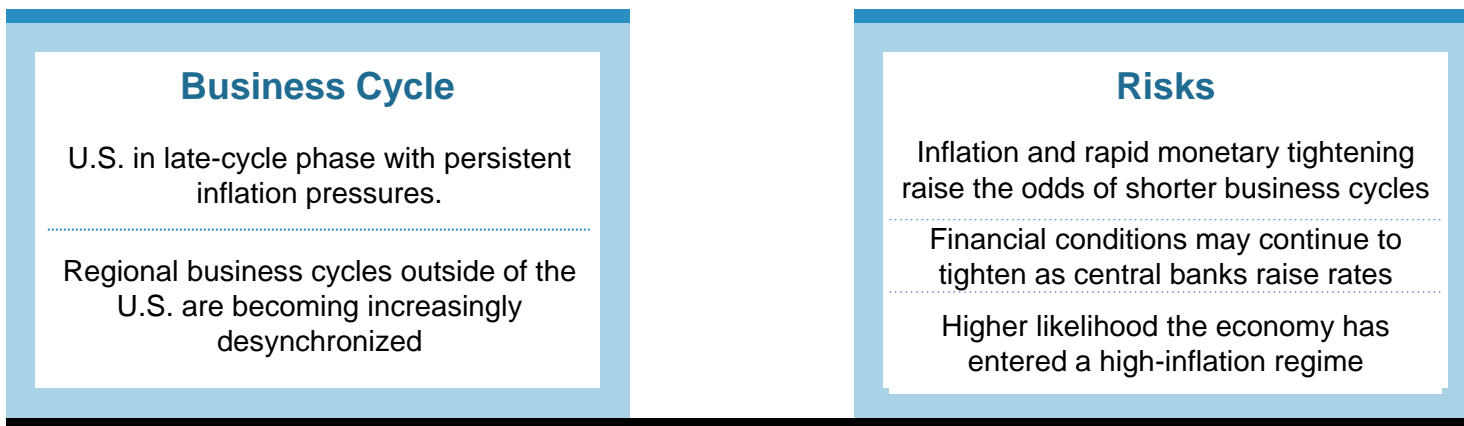 Business Cycle
U.S. in late-cycle phase with persistent
inflation pressures.
Regional business cycles outside of the
U.S. are becoming increasingly
desynchronized
Risks
Inflation and rapid monetary tightening
raise the odds of shorter business cycles
Financial conditions may continue to
tighten as central banks raise rates
Higher likelihood the economy has
entered a high-inflation regime